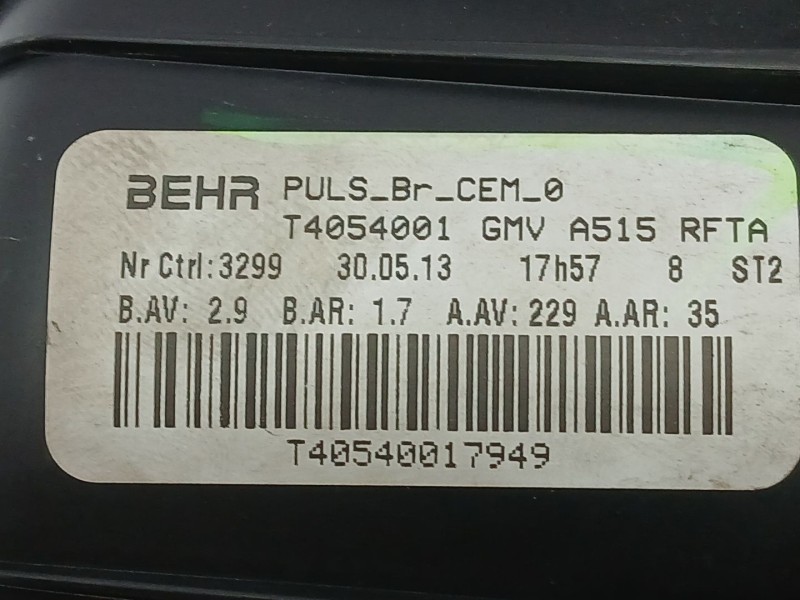 BEHR PULS_Br_CEM_0
T4054001 GMV A515 RFTA
Nr Ctrl:3299 30.05.13 17h57 8 ST2
B.AV: 2.9 B.AR: 1.7 A.AV: 229 A.AR: 35
T40540017949